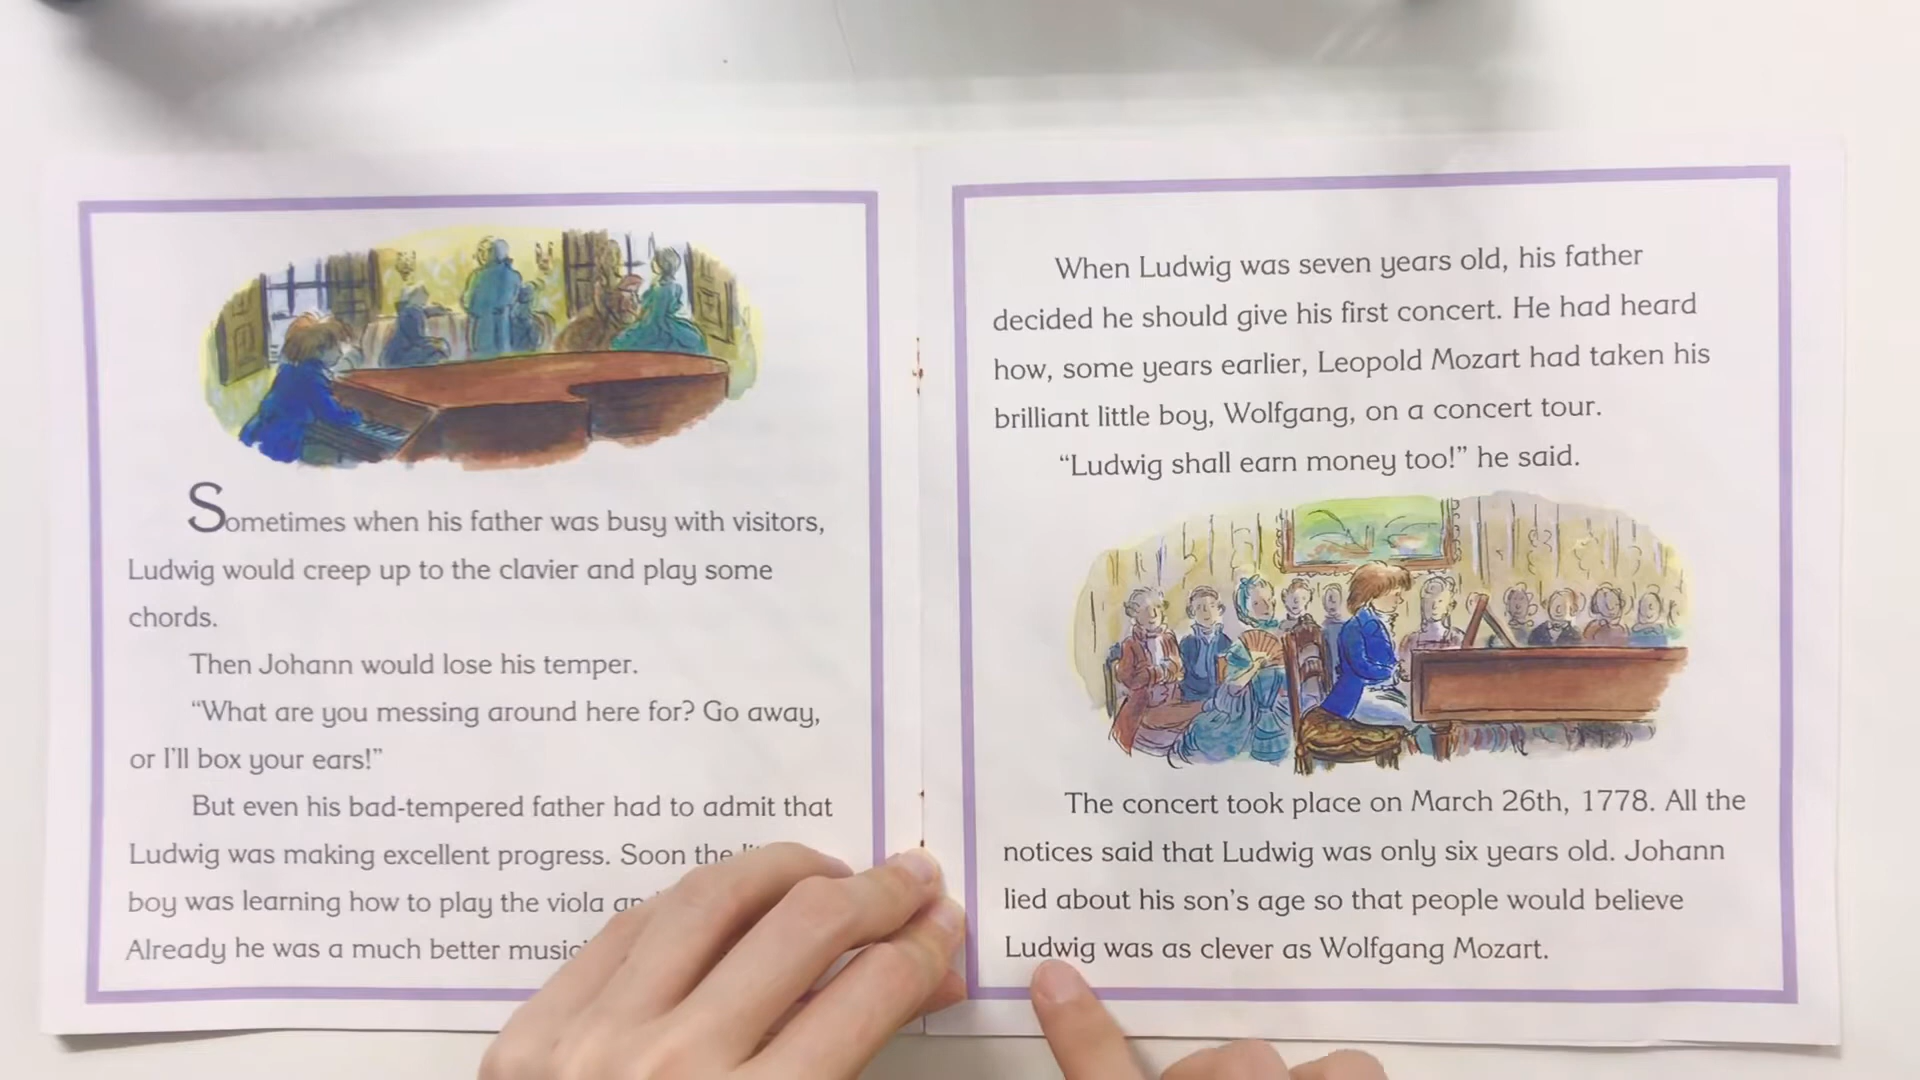 Sometimes when his father was busy with visitors,
Ludwig would creep up to the clavier and play some
chords.
Then Johann would lose his temper.
“What are you messing around here for? Go away,
or I’ll box your ears!”
But even his bad-tempered father had to admit that
Ludwig was making excellent progress. Soon the
boy was learning how to play the viola
Already he was a much better
When Ludwig was seven years old, his father
decided he should give his first concert. He had heard
how, some years earlier, Leopold Mozart had taken his
brilliant little boy, Wolfgang, on a concert tour.
“Ludwig shall earn money too!” he said.
The concert took place on March 26th, 1778. All the
notices said that Ludwig was only six years old. Johann
lied about his son’s age so that people would believe
Ludwig was as clever as Wolfgang Mozart.